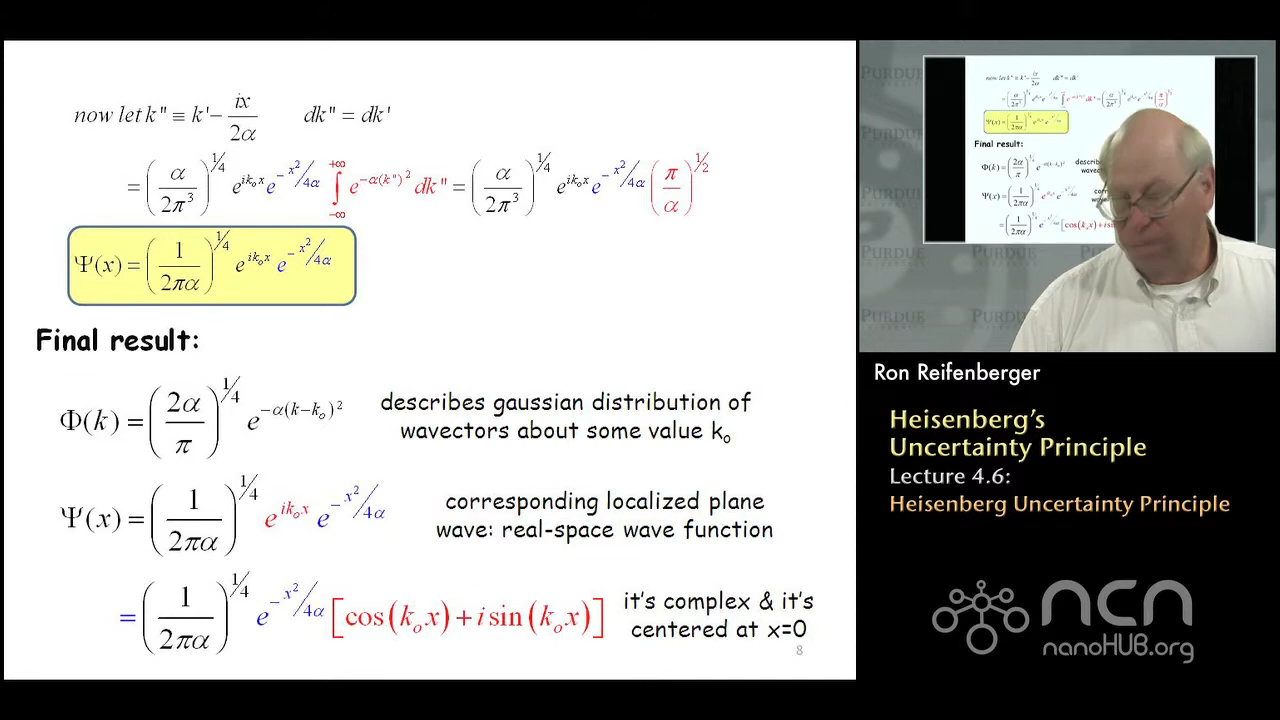 now let k" ≡ k' - ix/2α    dk" = dk'
= (α/2π³)^1/4 e^{ik₀x} e^{-x²/4α} ∫_{-∞}^{+∞} e^{-α(k")²} dk" = (α/2π³)^1/4 e^{ik₀x} e^{-x²/4α} (π/α)^1/2
Ψ(x) = (1/2πα)^1/4 e^{ik₀x} e^{-x²/4α}
Final result:
Φ(k) = (2α/π)^1/4 e^{-α(k-k₀)²}
describes gaussian distribution of
wavectors about some value k₀
Ψ(x) = (1/2πα)^1/4 e^{ik₀x} e^{-x²/4α}
corresponding localized plane
wave: real-space wave function
= (1/2πα)^1/4 e^{-x²/4α} [cos(k₀x) + i sin(k₀x)]
it's complex & it's
centered at x=0
8
PURDUE
Final result:
Ron Reifenberger
Heisenberg's
Uncertainty Principle
Lecture 4.6:
Heisenberg Uncertainty Principle
ncn
nanoHUB.org